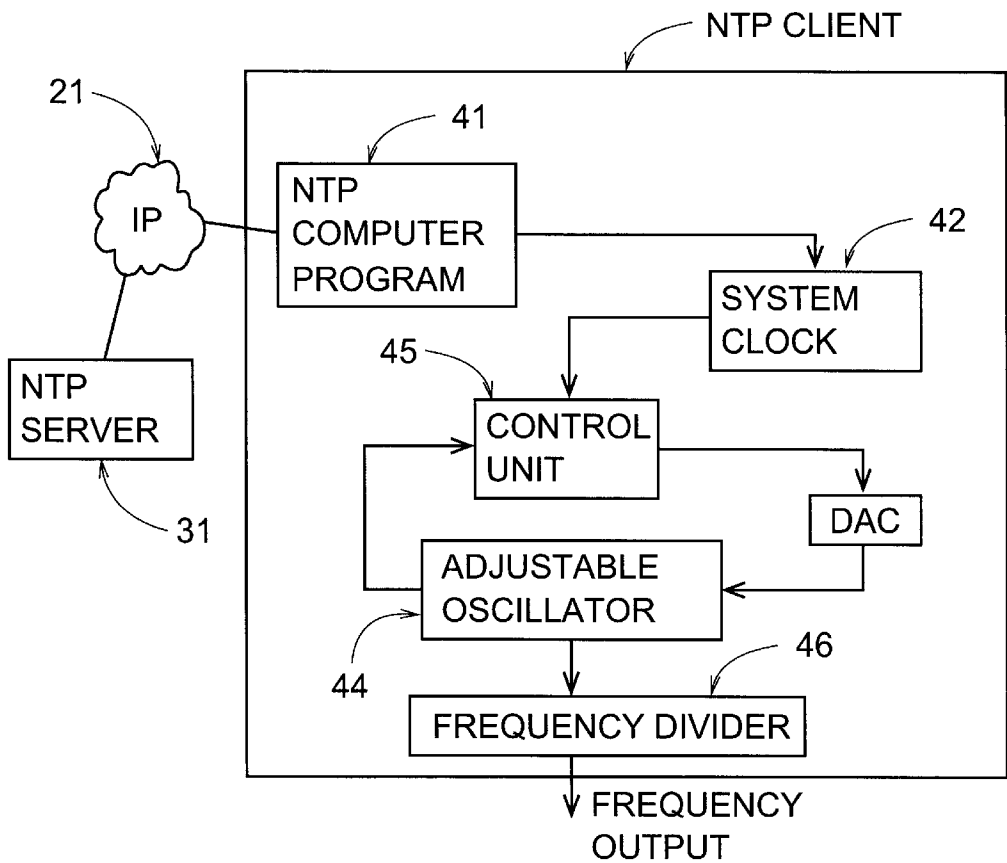 NTP CLIENT
21
41
IP
NTP
COMPUTER
PROGRAM
42
SYSTEM
CLOCK
45
NTP
SERVER
CONTROL
UNIT
31
DAC
ADJUSTABLE
OSCILLATOR
44
46
FREQUENCY DIVIDER
FREQUENCY
OUTPUT